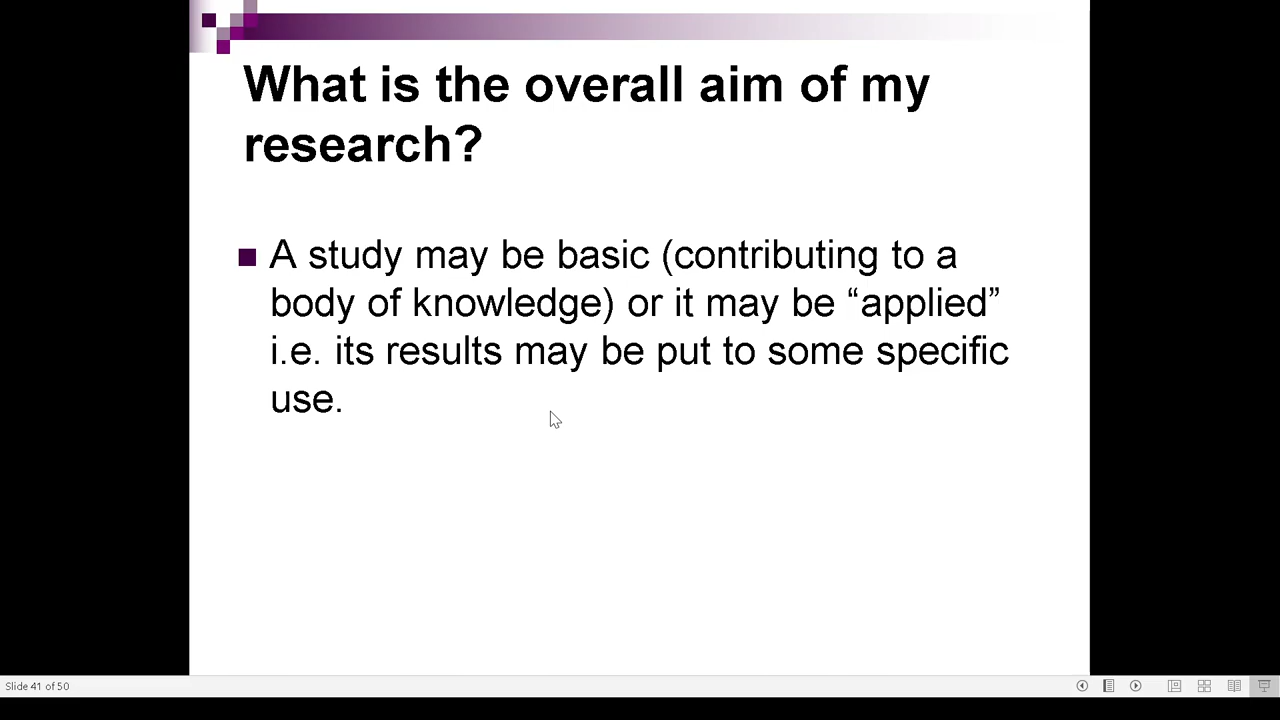 What is the overall aim of my
research?
A study may be basic (contributing to a
body of knowledge) or it may be “applied”
i.e. its results may be put to some specific
use.
Slide 41 of 50